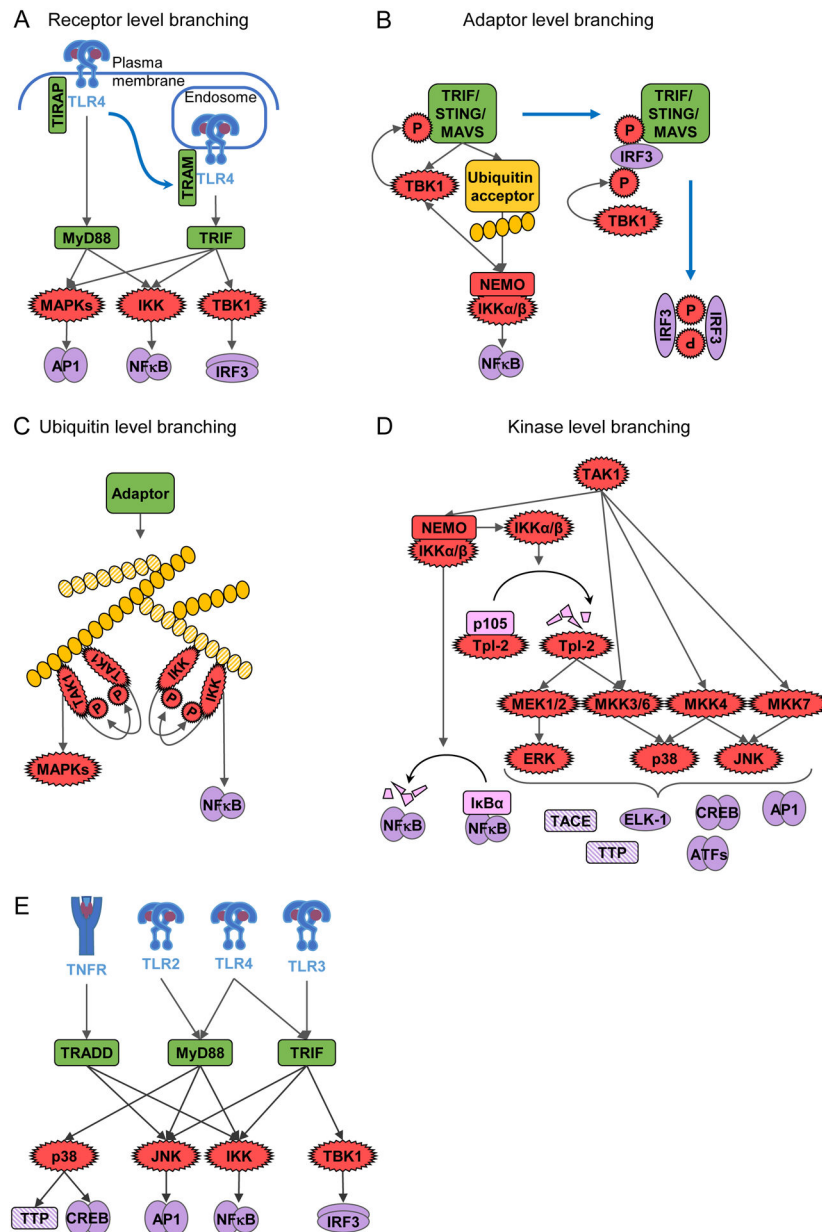 A Receptor level branching
Plasma
membrane
TIRAP
TLR4
Endosome
TRAM
TLR4
MyD88
TRIF
MAPKs
IKK
TBK1
AP1
NFκB
IRF3
B Adaptor level branching
TRIF/
STING/
MAVS
P
TBK1
Ubiquitin
acceptor
NEMO
IKKα/β
NFκB
TRIF/
STING/
MAVS
P
IRF3
P
TBK1
IRF3
P
P
IRF3
C Ubiquitin level branching
Adaptor
TAK1
TAK1
P
P
IKK
IKK
P
P
MAPKs
NFκB
D Kinase level branching
TAK1
NEMO
IKKα/β
IKKα/β
p105
Tpl-2
Tpl-2
MEK1/2
MKK3/6
MKK4
MKK7
ERK
p38
JNK
NFκB
IκBα
NFκB
TACE
ELK-1
CREB
AP1
TTP
ATFs
E
TNFR
TLR2
TLR4
TLR3
TRADD
MyD88
TRIF
p38
JNK
IKK
TBK1
TTP
CREB
AP1
NFκB
IRF3